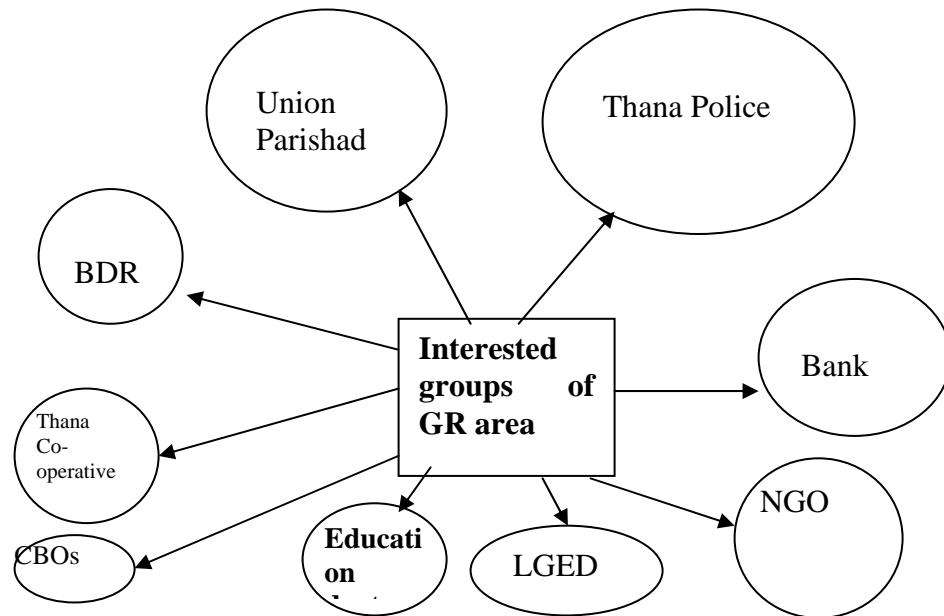 Union
Parishad
Thana Police
BDR
Interested
groups of
GR area
Bank
Thana
Co-
operative
NGO
CBOs
Educati
on
LGED